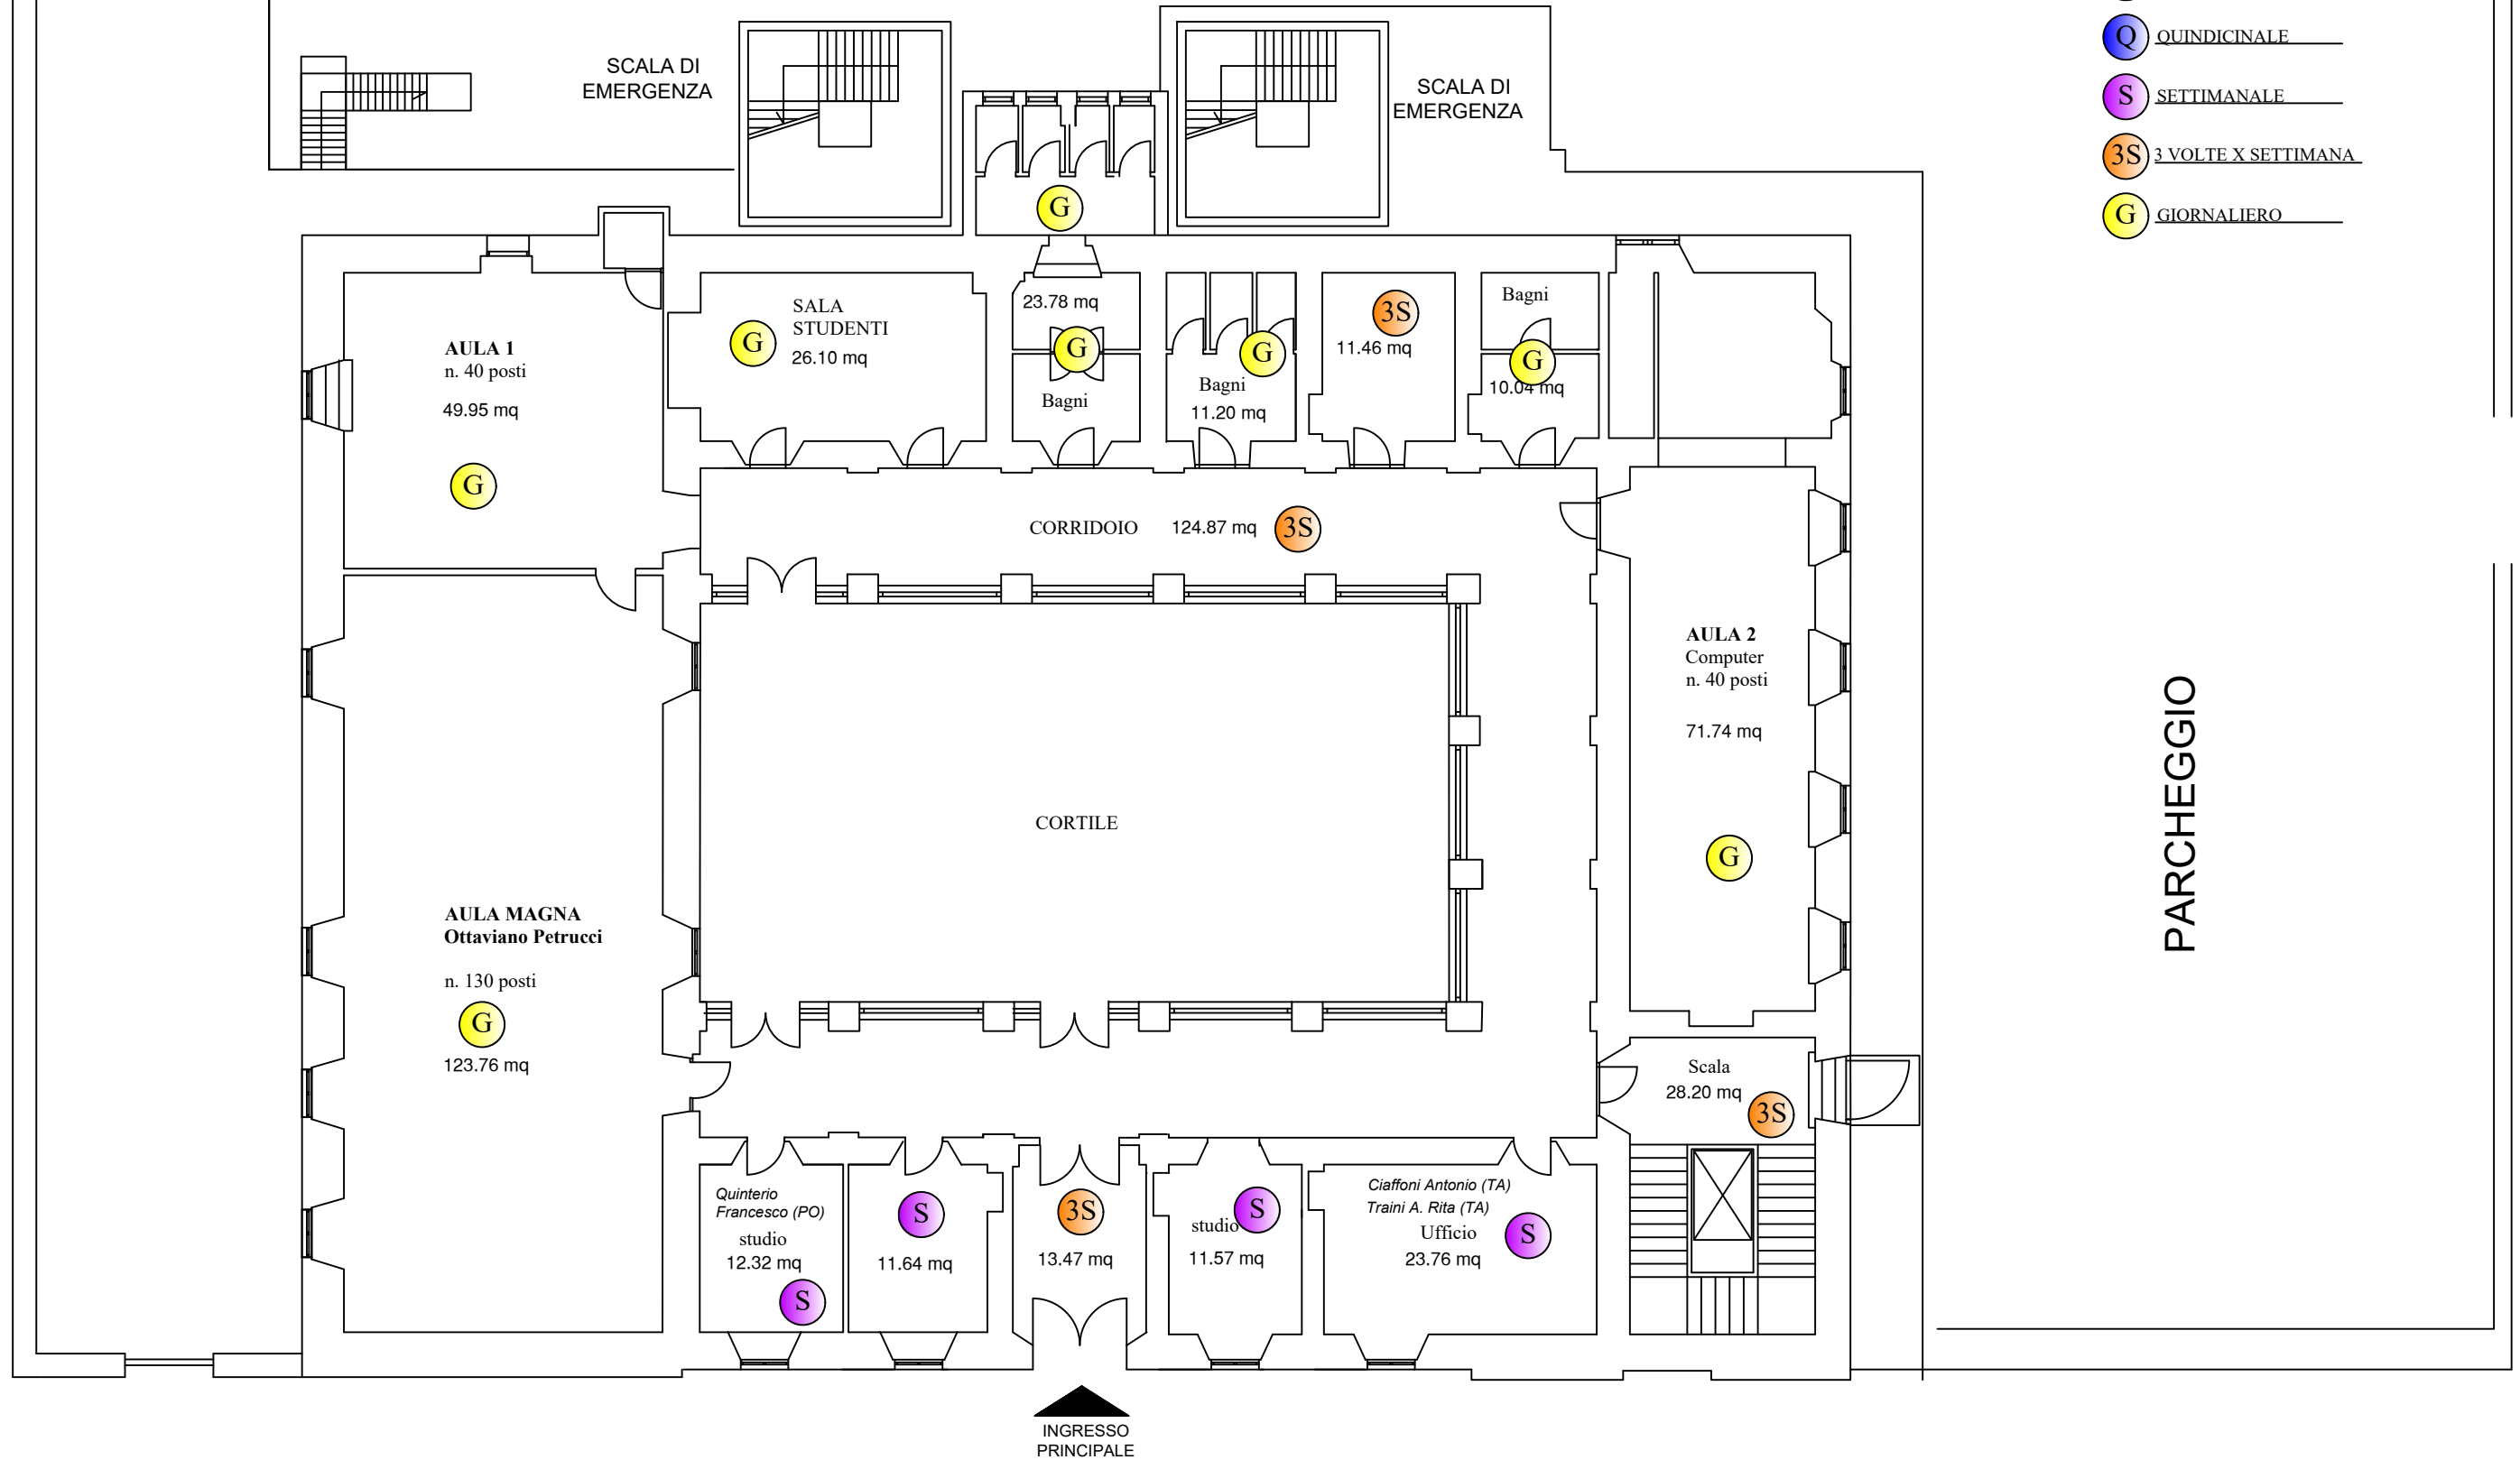 Q QUINDICINALE
S SETTIMANALE
3S 3 VOLTE X SETTIMANA
G GIORNALIERO
SCALA DI
EMERGENZA
SCALA DI
EMERGENZA
G
AULA 1
n. 40 posti
49.95 mq
G
SALA
STUDENTI
26.10 mq
G
23.78 mq
G
Bagni
G
Bagni
11.20 mq
3S
11.46 mq
Bagni
G
10.04 mq
CORRIDOIO 124.87 mq 3S
AULA 2
Computer
n. 40 posti
71.74 mq
G
PARCHEGGIO
CORTILE
AULA MAGNA
Ottaviano Petrucci
n. 130 posti
G
123.76 mq
Scala
28.20 mq
3S
Quinterio
Francesco (PO)
studio
12.32 mq
S
S
11.64 mq
3S
13.47 mq
S
studio
11.57 mq
Ciaffoni Antonio (TA)
Traini A. Rita (TA)
Ufficio
S
23.76 mq
INGRESSO
PRINCIPALE